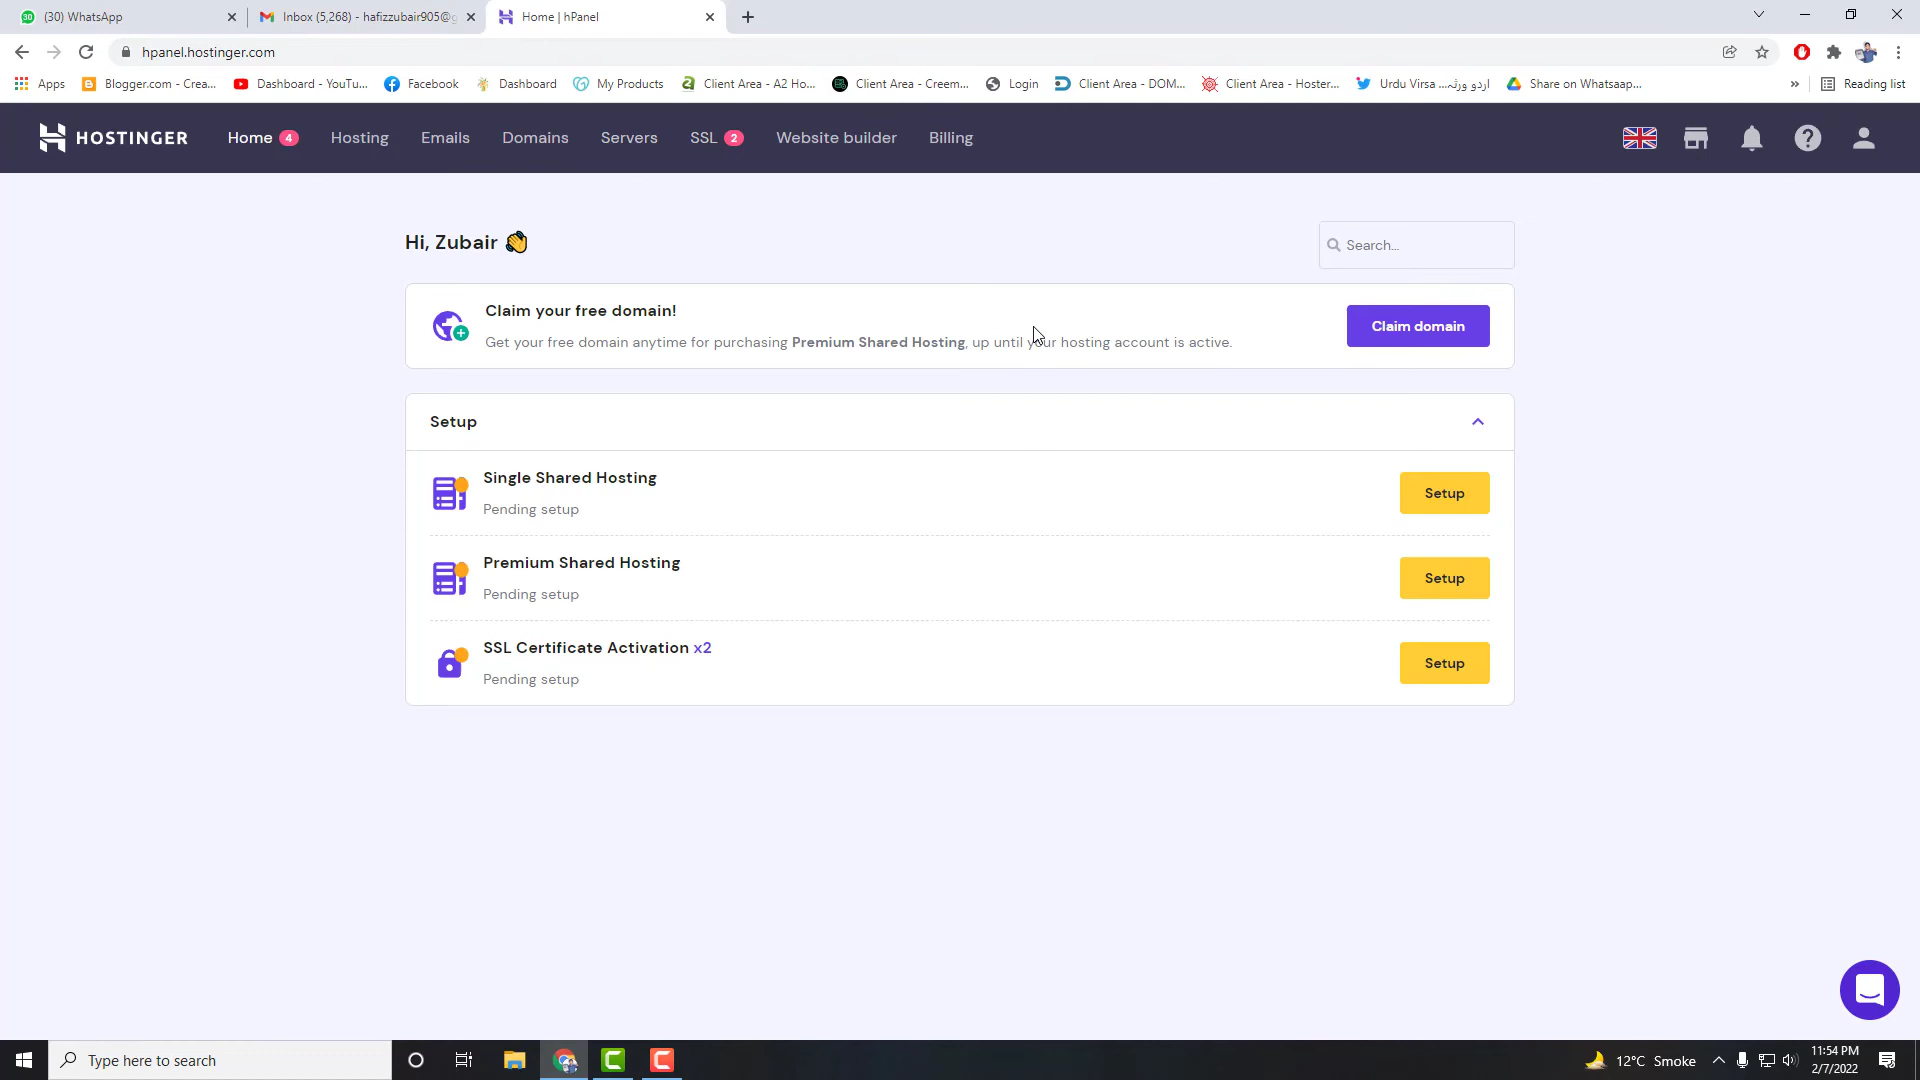 30 (30) WhatsApp
Inbox (5,268) - hafizzubair905@g
Home | hPanel
hpanel.hostinger.com
Apps
Blogger.com - Crea...
Dashboard - YouTu...
Facebook
Dashboard
My Products
Client Area - A2 Ho...
Client Area - Creem...
Login
Client Area - DOM...
Client Area - Hoster...
Urdu Virsa ...اردو ورثہ
Share on Whatsaap...
»
Reading list
HOSTINGER
Home 4
Hosting
Emails
Domains
Servers
SSL 2
Website builder
Billing
Hi, Zubair 👋
Search...
Claim your free domain!
Get your free domain anytime for purchasing Premium Shared Hosting, up until your hosting account is active.
Claim domain
Setup
Single Shared Hosting
Pending setup
Setup
Premium Shared Hosting
Pending setup
Setup
SSL Certificate Activation x2
Pending setup
Setup
Type here to search
12°C Smoke
11:54 PM
2/7/2022